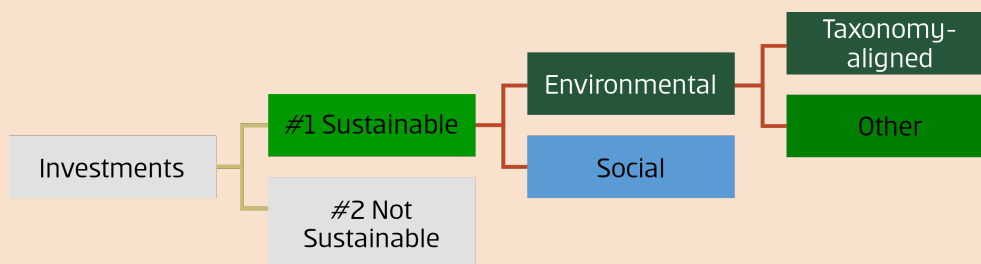 Investments
#1 Sustainable
#2 Not
Sustainable
Environmental
Social
Taxonomy-
aligned
Other